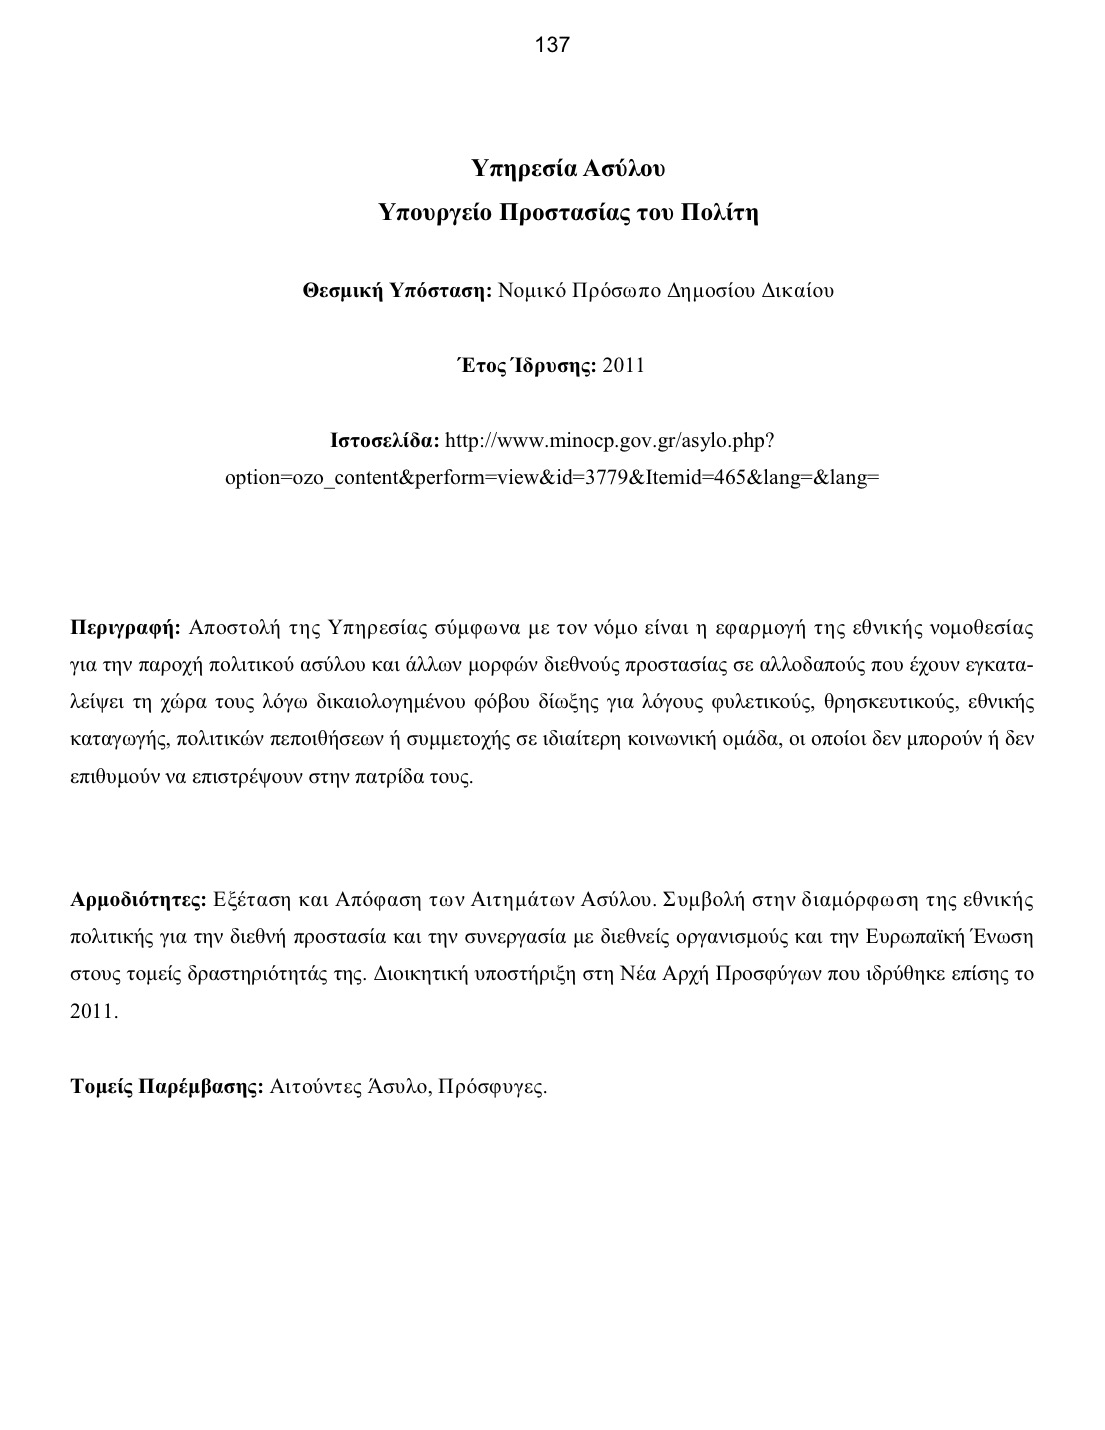 137
Υπηρεσία Ασύλου
Υπουργείο Προστασίας του Πολίτη
Θεσμική Υπόσταση: Νομικό Πρόσωπο Δημοσίου Δικαίου
Έτος Ίδρυσης: 2011
Ιστοσελίδα: http://www.minocp.gov.gr/asylo.php?
option=ozo_content&perform=view&id=3779&Itemid=465&lang=&lang=
Περιγραφή: Αποστολή της Υπηρεσίας σύμφωνα με τον νόμο είναι η εφαρμογή της εθνικής νομοθεσίας
για την παροχή πολιτικού ασύλου και άλλων μορφών διεθνούς προστασίας σε αλλοδαπούς που έχουν εγκατα-
λείψει τη χώρα τους λόγω δικαιολογημένου φόβου δίωξης για λόγους φυλετικούς, θρησκευτικούς, εθνικής
καταγωγής, πολιτικών πεποιθήσεων ή συμμετοχής σε ιδιαίτερη κοινωνική ομάδα, οι οποίοι δεν μπορούν ή δεν
επιθυμούν να επιστρέψουν στην πατρίδα τους.
Αρμοδιότητες: Εξέταση και Απόφαση των Αιτημάτων Ασύλου. Συμβολή στην διαμόρφωση της εθνικής
πολιτικής για την διεθνή προστασία και την συνεργασία με διεθνείς οργανισμούς και την Ευρωπαϊκή Ένωση
στους τομείς δραστηριότητάς της. Διοικητική υποστήριξη στη Νέα Αρχή Προσφύγων που ιδρύθηκε επίσης το
2011.
Τομείς Παρέμβασης: Αιτούντες Άσυλο, Πρόσφυγες.